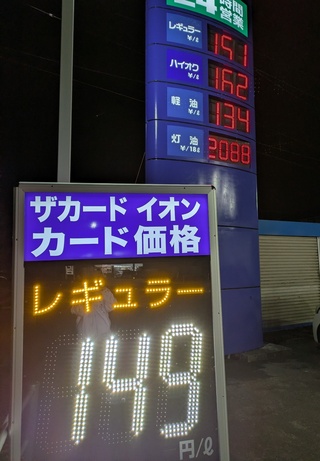 24時間営業
レギュラー ¥/ℓ 151
ハイオク ¥/ℓ 162
軽油 ¥/ℓ 134
灯油 ¥/18ℓ 2088
ザカード イオン
カード価格
レギュラー
149
円/ℓ